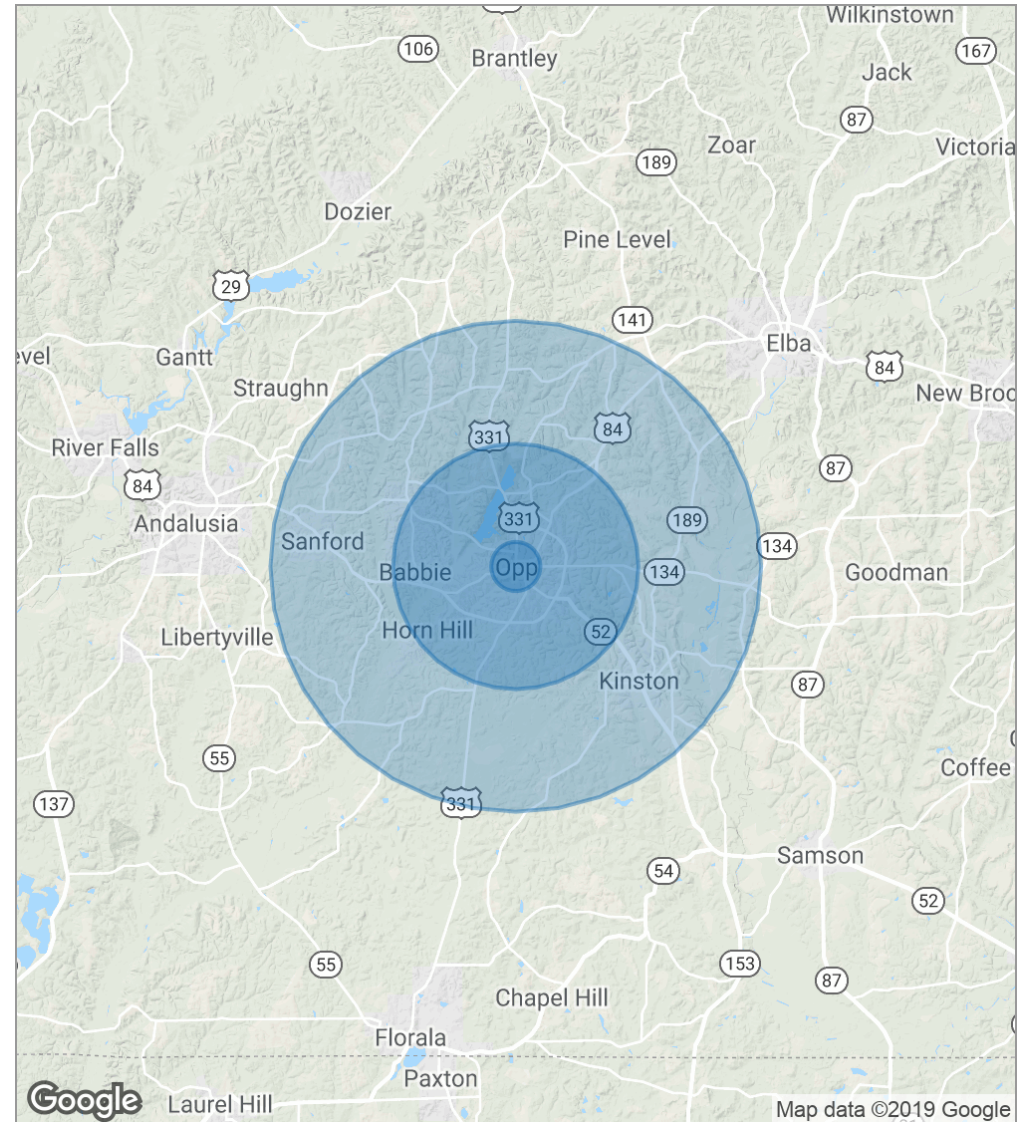 Wilkinstown
106
Brantley
167
Jack
87
Zoar
Victoria
189
Dozier
Pine Level
29
141
Elba
evel
Gantt
84
Straughn
New Broc
331
84
River Falls
87
84
331
189
Andalusia
Sanford
134
Opp
Babbie
134
Goodman
Horn Hill
52
Libertyville
Kinston
87
55
Coffee
137
331
Samson
54
52
55
153
87
Chapel Hill
Florala
Paxton
Google
Laurel Hill
Map data ©2019 Google